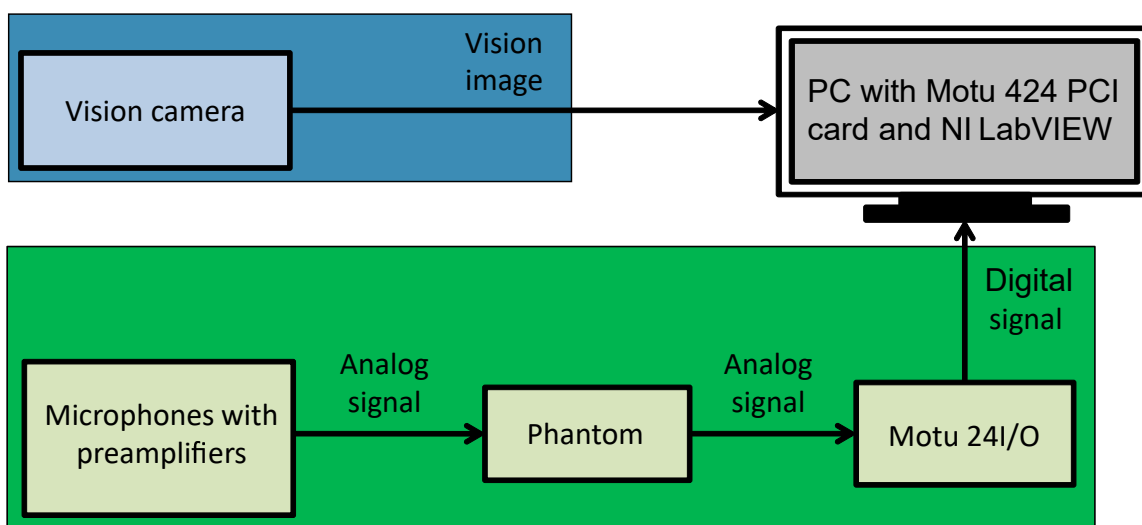 Vision
image
Vision camera
PC with Motu 424 PCI
card and NI LabVIEW
Digital
signal
Analog
signal
Analog
signal
Microphones with
preamplifiers
Phantom
Motu 24I/O